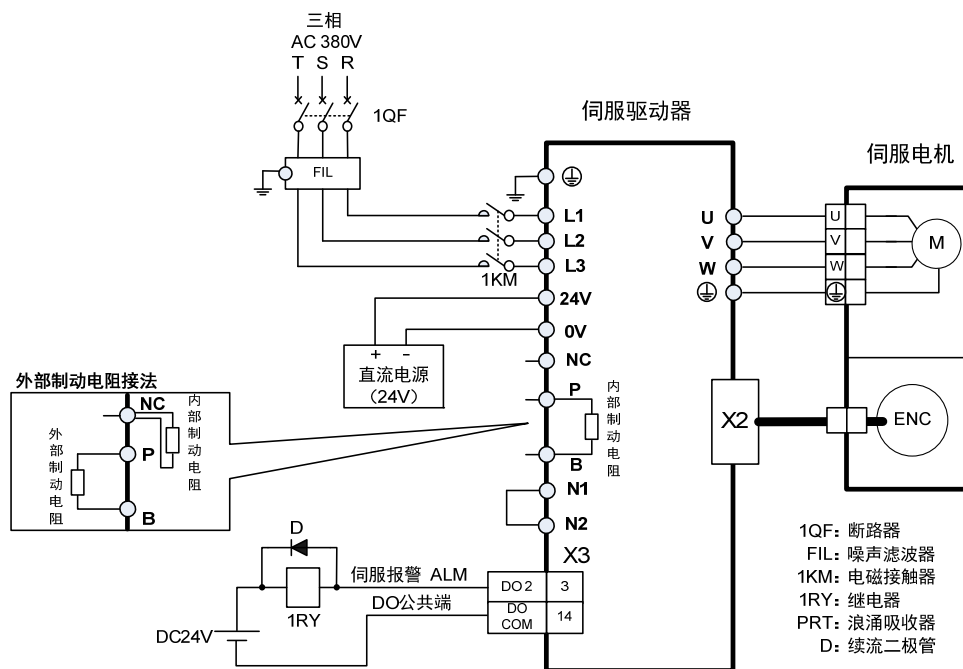 三相
AC 380V
T S R
1QF
FIL
伺服驱动器
伺服电机
L1
L2
L3
1KM
24V
0V
NC
P
内部制动电阻
B
N1
N2
X3
U
V
W
U
V
W
M
X2
ENC
+ -
直流电源
(24V)
外部制动电阻接法
NC
内部制动电阻
外部制动电阻
P
B
D
1RY
伺服报警 ALM
DO公共端
DC24V
DO 2
3
DO
COM
14
1QF: 断路器
FIL: 噪声滤波器
1KM: 电磁接触器
1RY: 继电器
PRT: 浪涌吸收器
D: 续流二极管